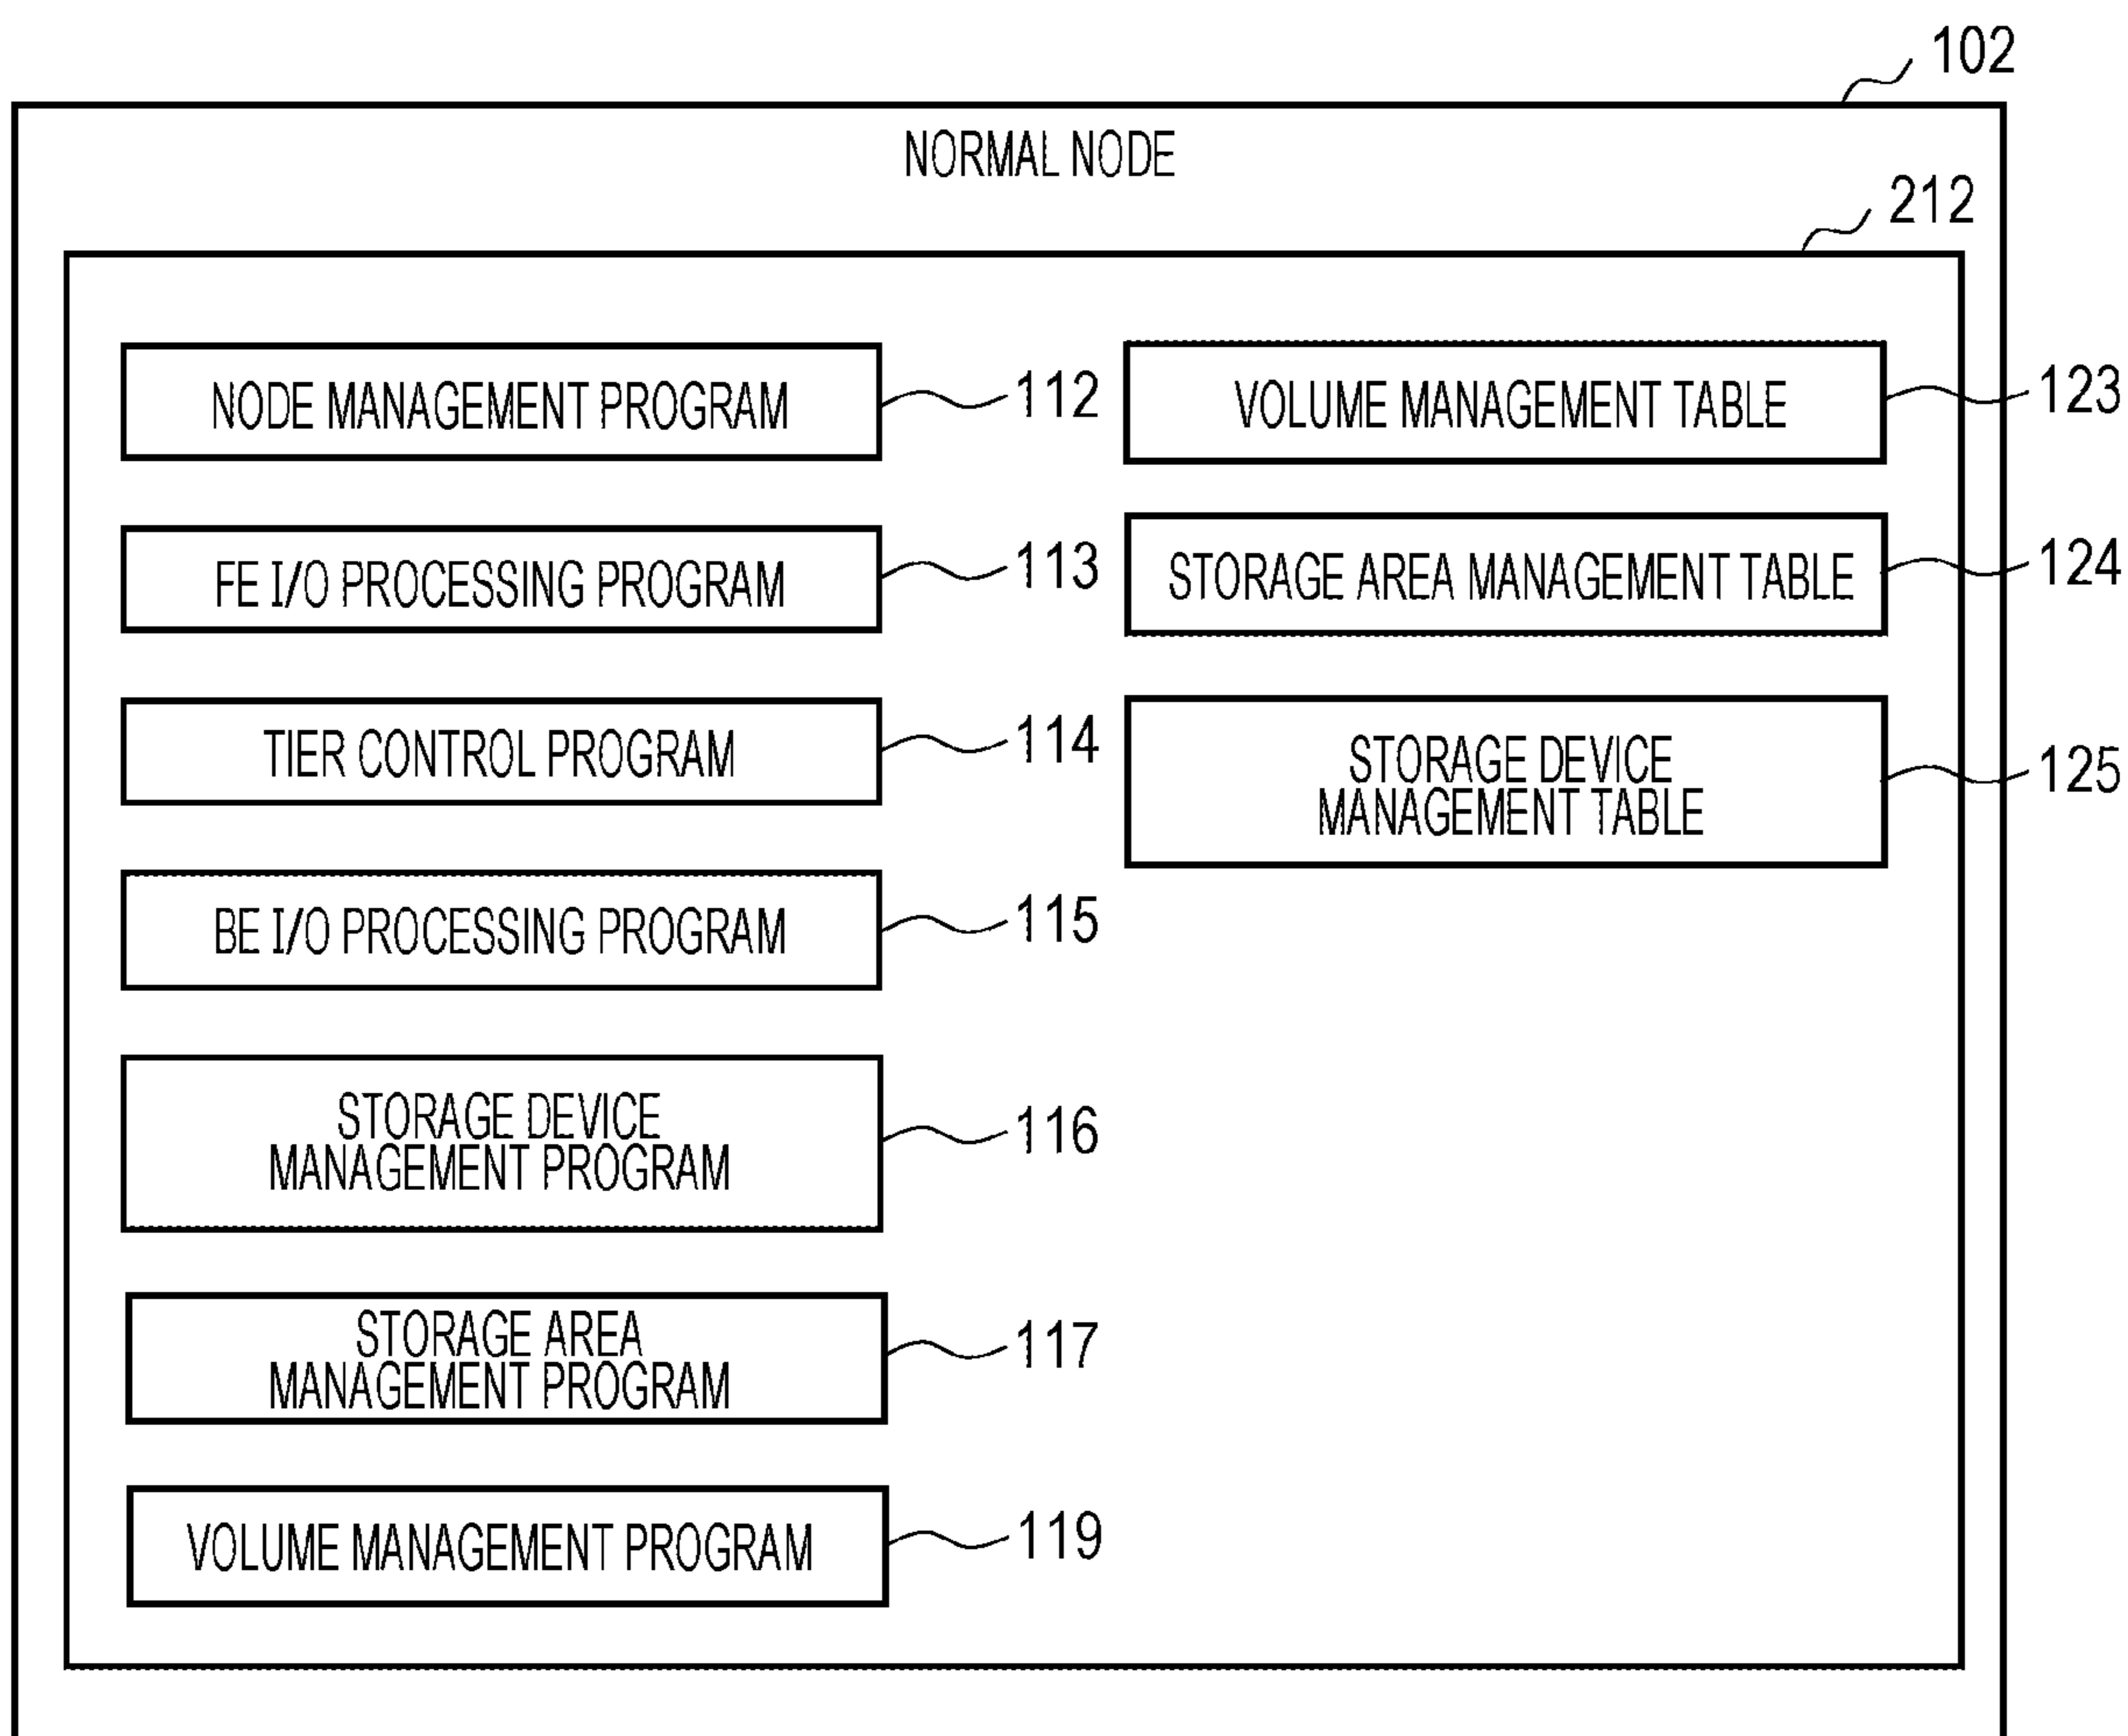 102
NORMAL NODE
212
NODE MANAGEMENT PROGRAM
112
FE I/O PROCESSING PROGRAM
113
TIER CONTROL PROGRAM
114
BE I/O PROCESSING PROGRAM
115
STORAGE DEVICE
MANAGEMENT PROGRAM
116
STORAGE AREA
MANAGEMENT PROGRAM
117
VOLUME MANAGEMENT PROGRAM
119
VOLUME MANAGEMENT TABLE
123
STORAGE AREA MANAGEMENT TABLE
124
STORAGE DEVICE
MANAGEMENT TABLE
125